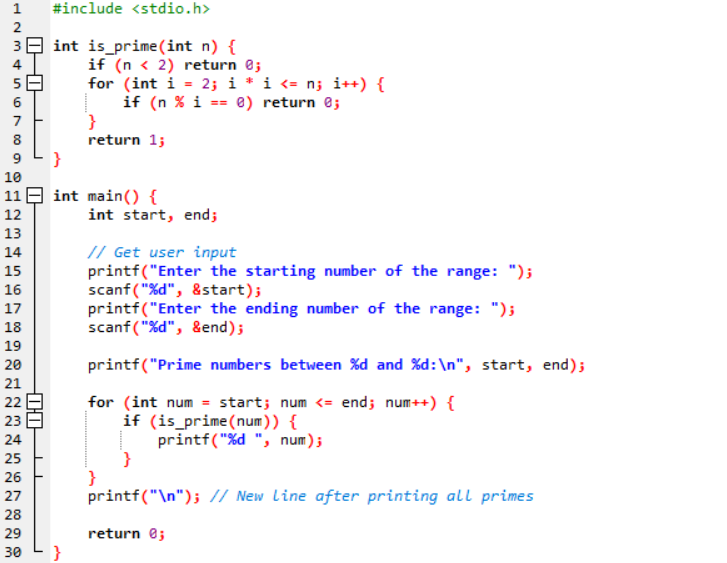 1 #include <stdio.h>
2
3 int is_prime(int n) {
4     if (n < 2) return 0;
5     for (int i = 2; i * i <= n; i++) {
6         if (n % i == 0) return 0;
7     }
8     return 1;
9 }
10
11 int main() {
12     int start, end;
13
14     // Get user input
15     printf("Enter the starting number of the range: ");
16     scanf("%d", &start);
17     printf("Enter the ending number of the range: ");
18     scanf("%d", &end);
19
20     printf("Prime numbers between %d and %d:\n", start, end);
21
22     for (int num = start; num <= end; num++) {
23         if (is_prime(num)) {
24             printf("%d ", num);
25         }
26     }
27     printf("\n"); // New line after printing all primes
28
29     return 0;
30 }